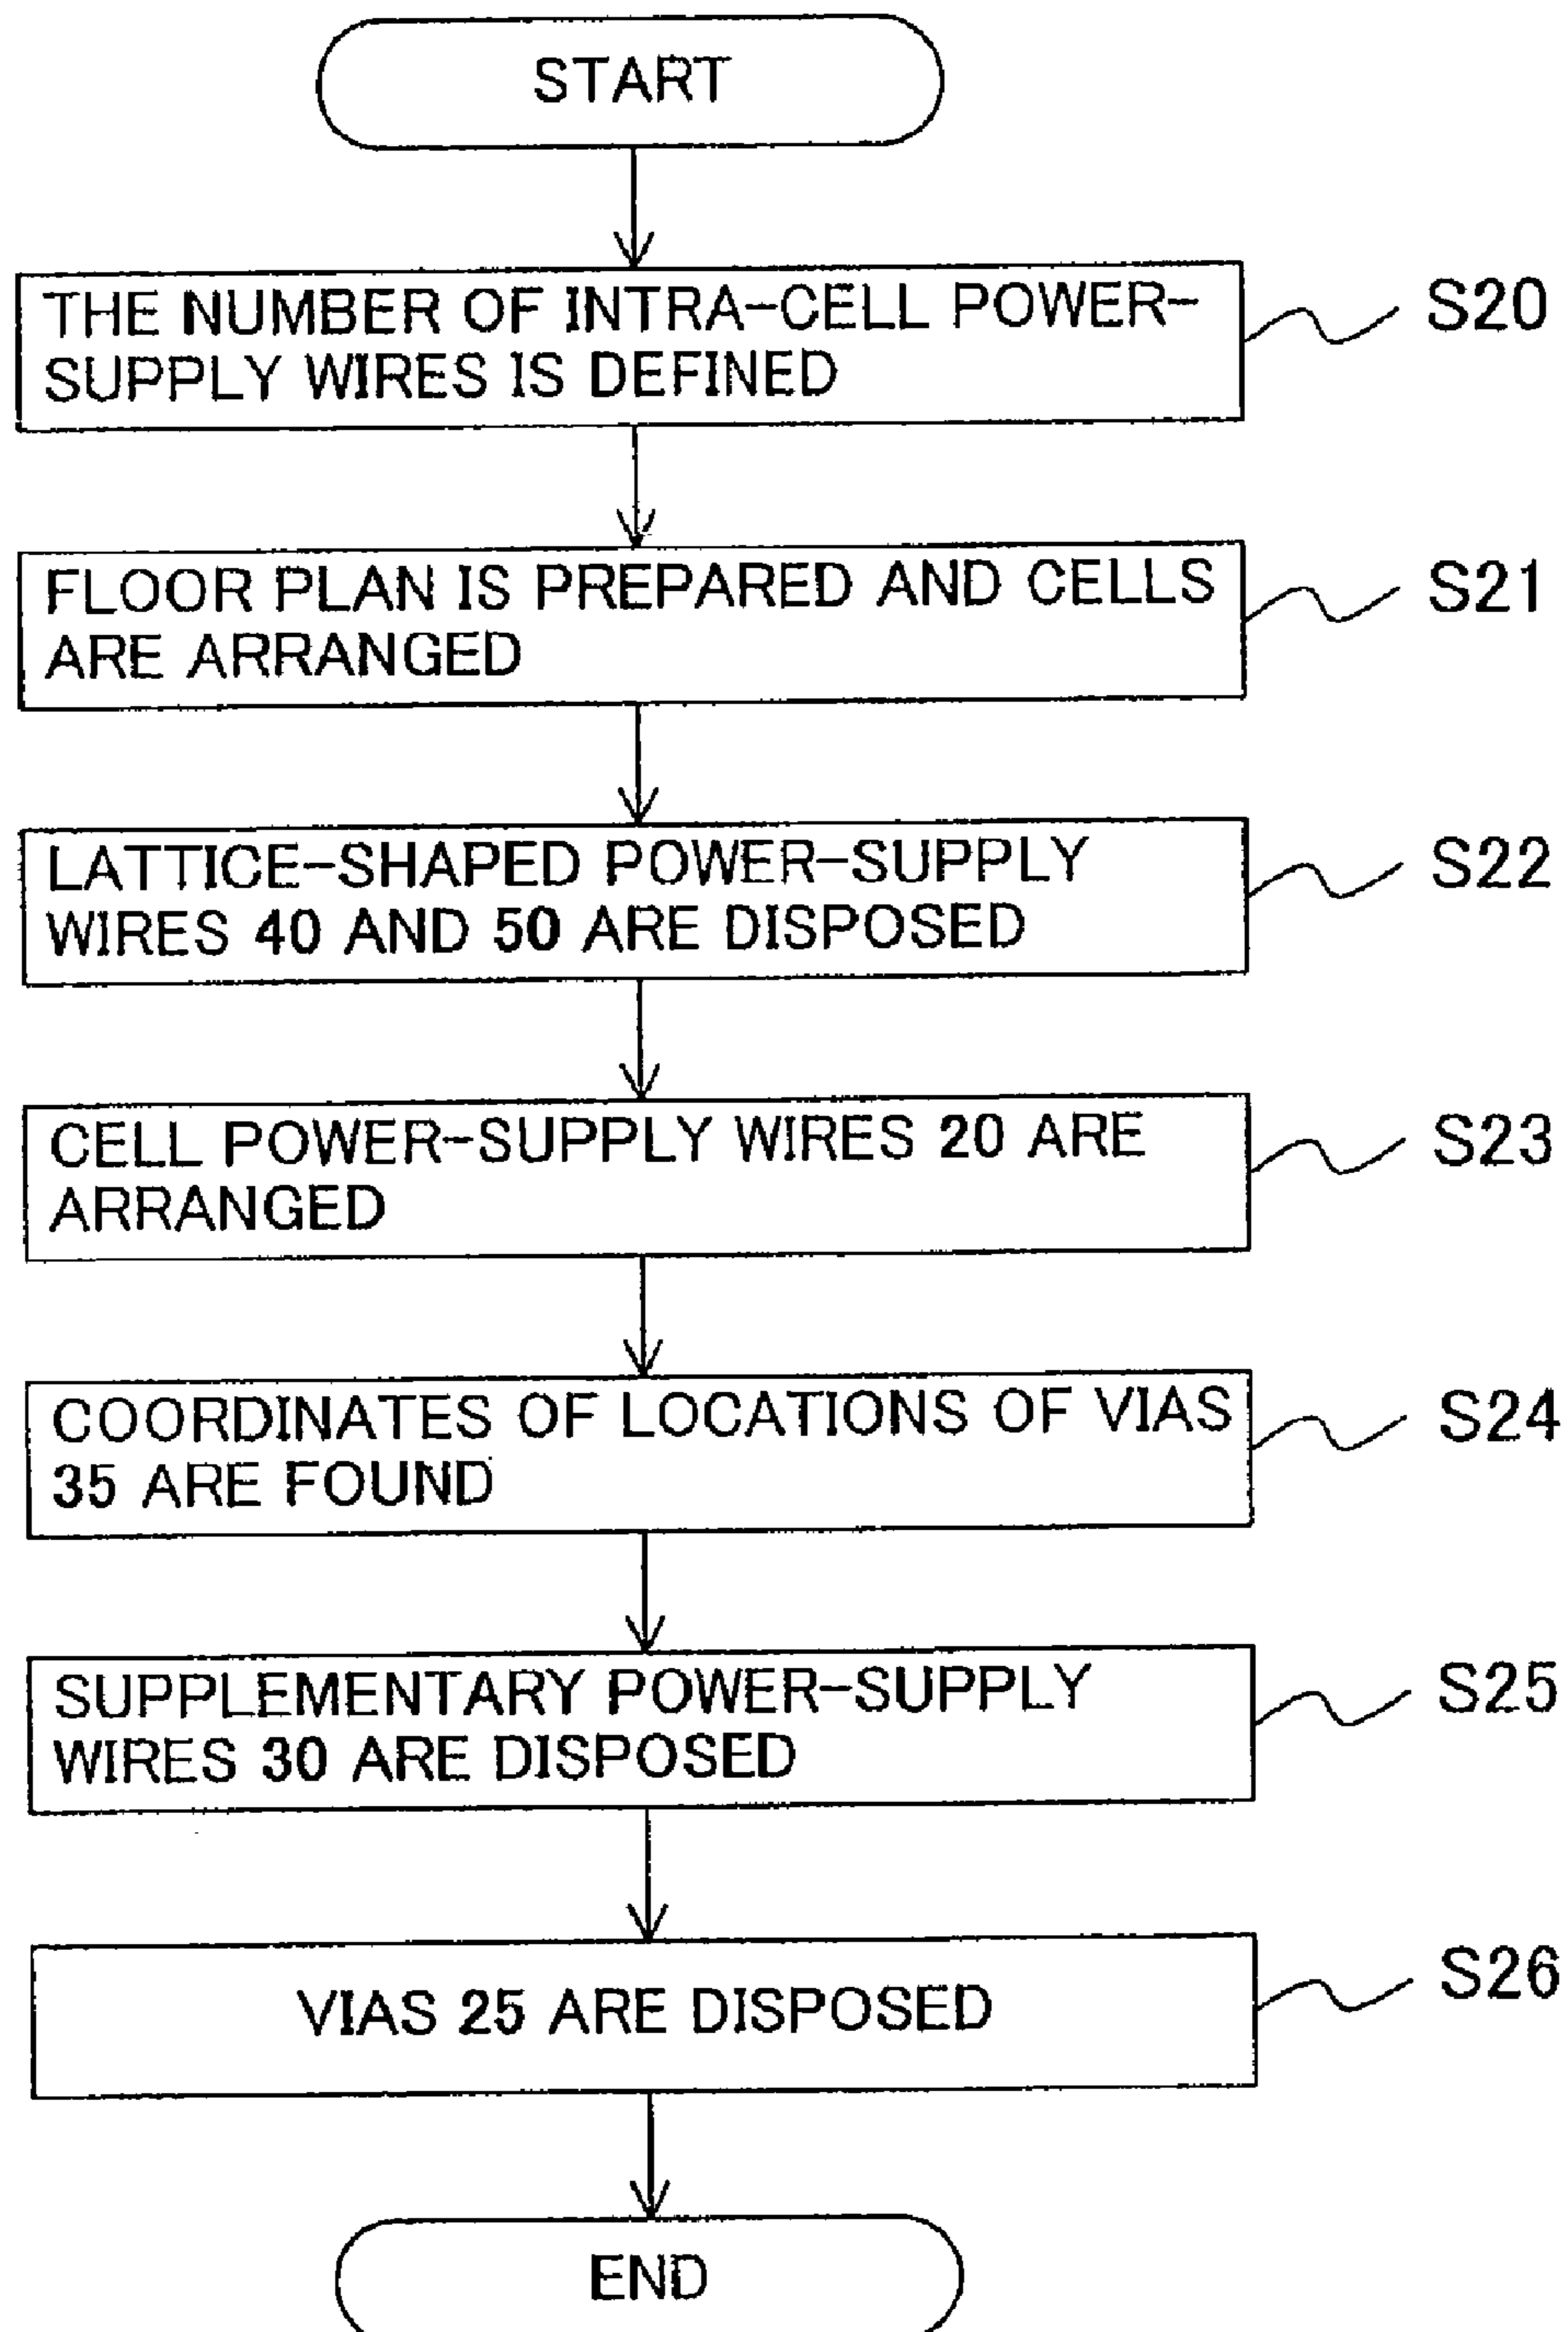 START
THE NUMBER OF INTRA-CELL POWER-
SUPPLY WIRES IS DEFINED
S20
FLOOR PLAN IS PREPARED AND CELLS
ARE ARRANGED
S21
LATTICE-SHAPED POWER-SUPPLY
WIRES 40 AND 50 ARE DISPOSED
S22
CELL POWER-SUPPLY WIRES 20 ARE
ARRANGED
S23
COORDINATES OF LOCATIONS OF VIAS
35 ARE FOUND
S24
SUPPLEMENTARY POWER-SUPPLY
WIRES 30 ARE DISPOSED
S25
VIAS 25 ARE DISPOSED
S26
END